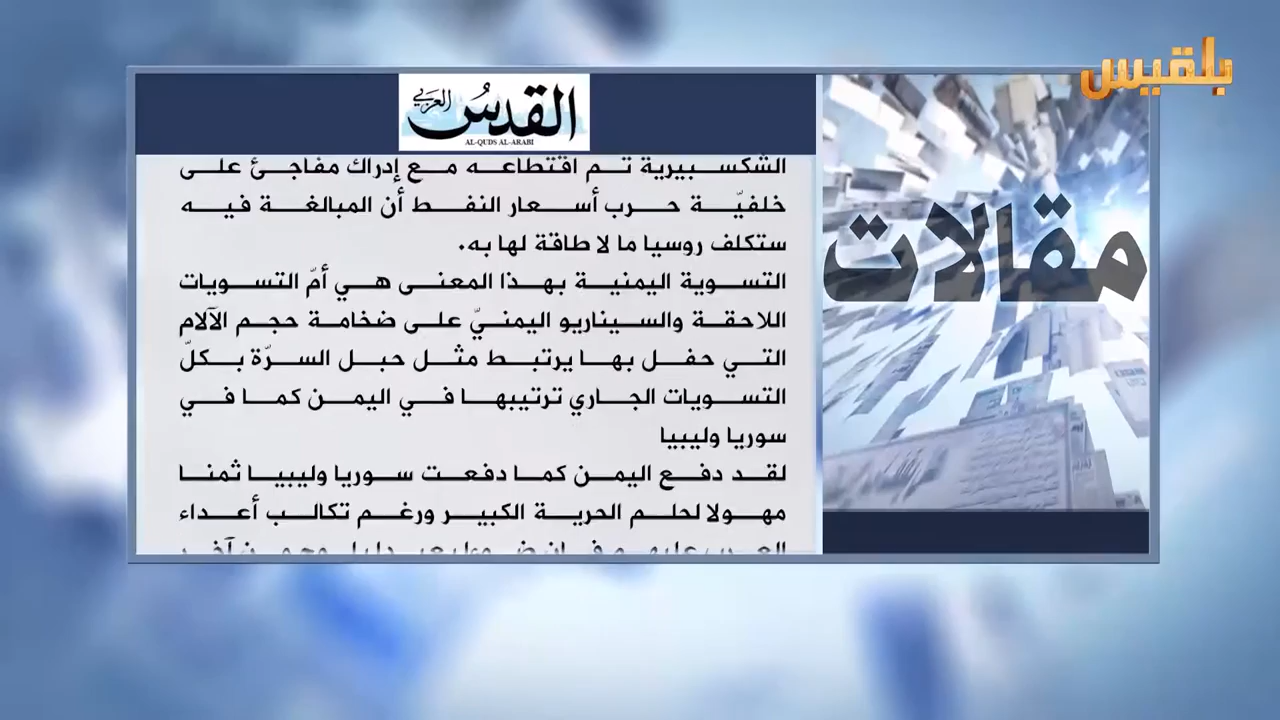 بلقيس
القدس العربي
AL-QUDS AL-ARABI
مقالات
الشكسبيرية تم اقتطاعه مع إدراك مفاجئ على
خلفيّة حرب أسعار النفط أن المبالغة فيه
ستكلف روسيا ما لا طاقة لها به.
التسوية اليمنية بهذا المعنى هي أمّ التسويات
اللاحقة والسيناريو اليمنيّ على ضخامة حجم الآلام
التي حفل بها يرتبط مثل حبل السرّة بكلّ
التسويات الجاري ترتيبها في اليمن كما في
سوريا وليبيا
لقد دفع اليمن كما دفعت سوريا وليبيا ثمنا
مهولا لحلم الحرية الكبير ورغم تكالب أعداء